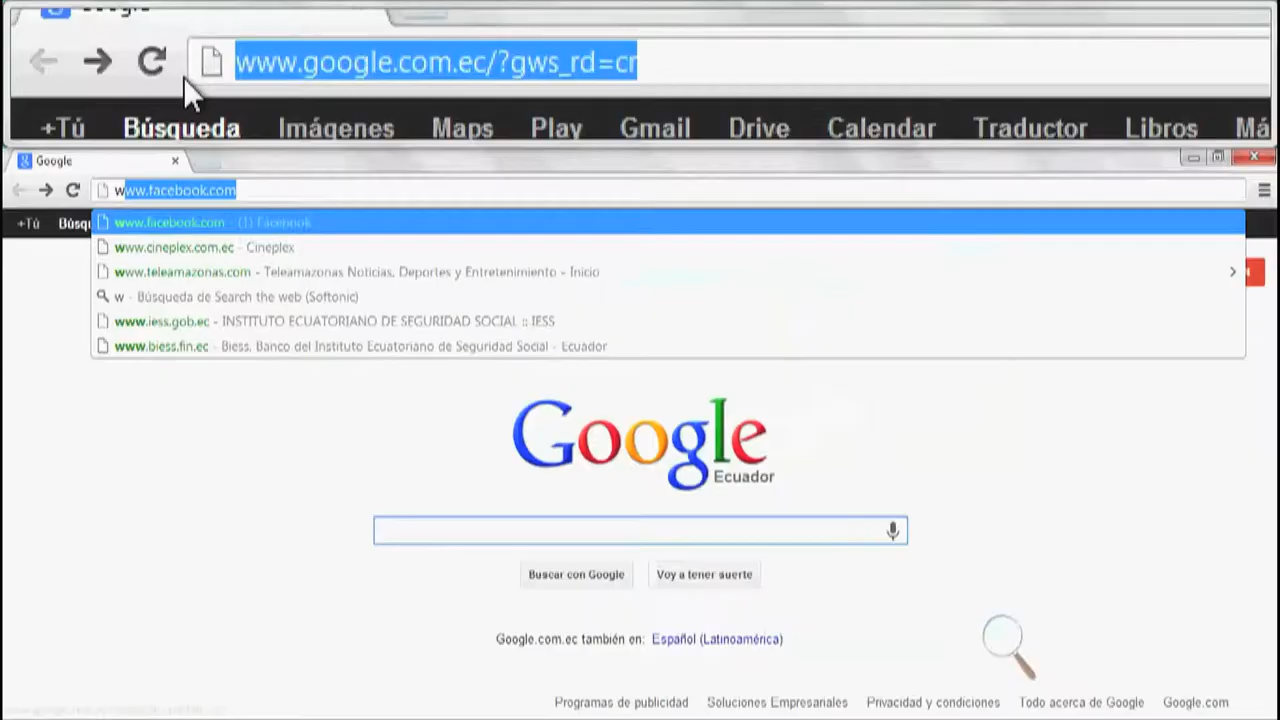 www.google.com.ec/?gws_rd=cr
+Tú Búsqueda Imágenes Maps Play Gmail Drive Calendar Traductor Libros Má
Google
www.facebook.com
+Tú Búsqu
www.facebook.com - (1) Facebook
www.cineplex.com.ec - Cineplex
www.teleamazonas.com - Teleamazonas Noticias, Deportes y Entretenimiento - Inicio
w - Búsqueda de Search the web (Softonic)
www.iess.gob.ec - INSTITUTO ECUATORIANO DE SEGURIDAD SOCIAL :: IESS
www.biess.fin.ec - Biess, Banco del Instituto Ecuatoriano de Seguridad Social - Ecuador
Google
Ecuador
Buscar con Google Voy a tener suerte
Google.com.ec también en: Español (Latinoamérica)
Programas de publicidad Soluciones Empresariales Privacidad y condiciones Todo acerca de Google Google.com